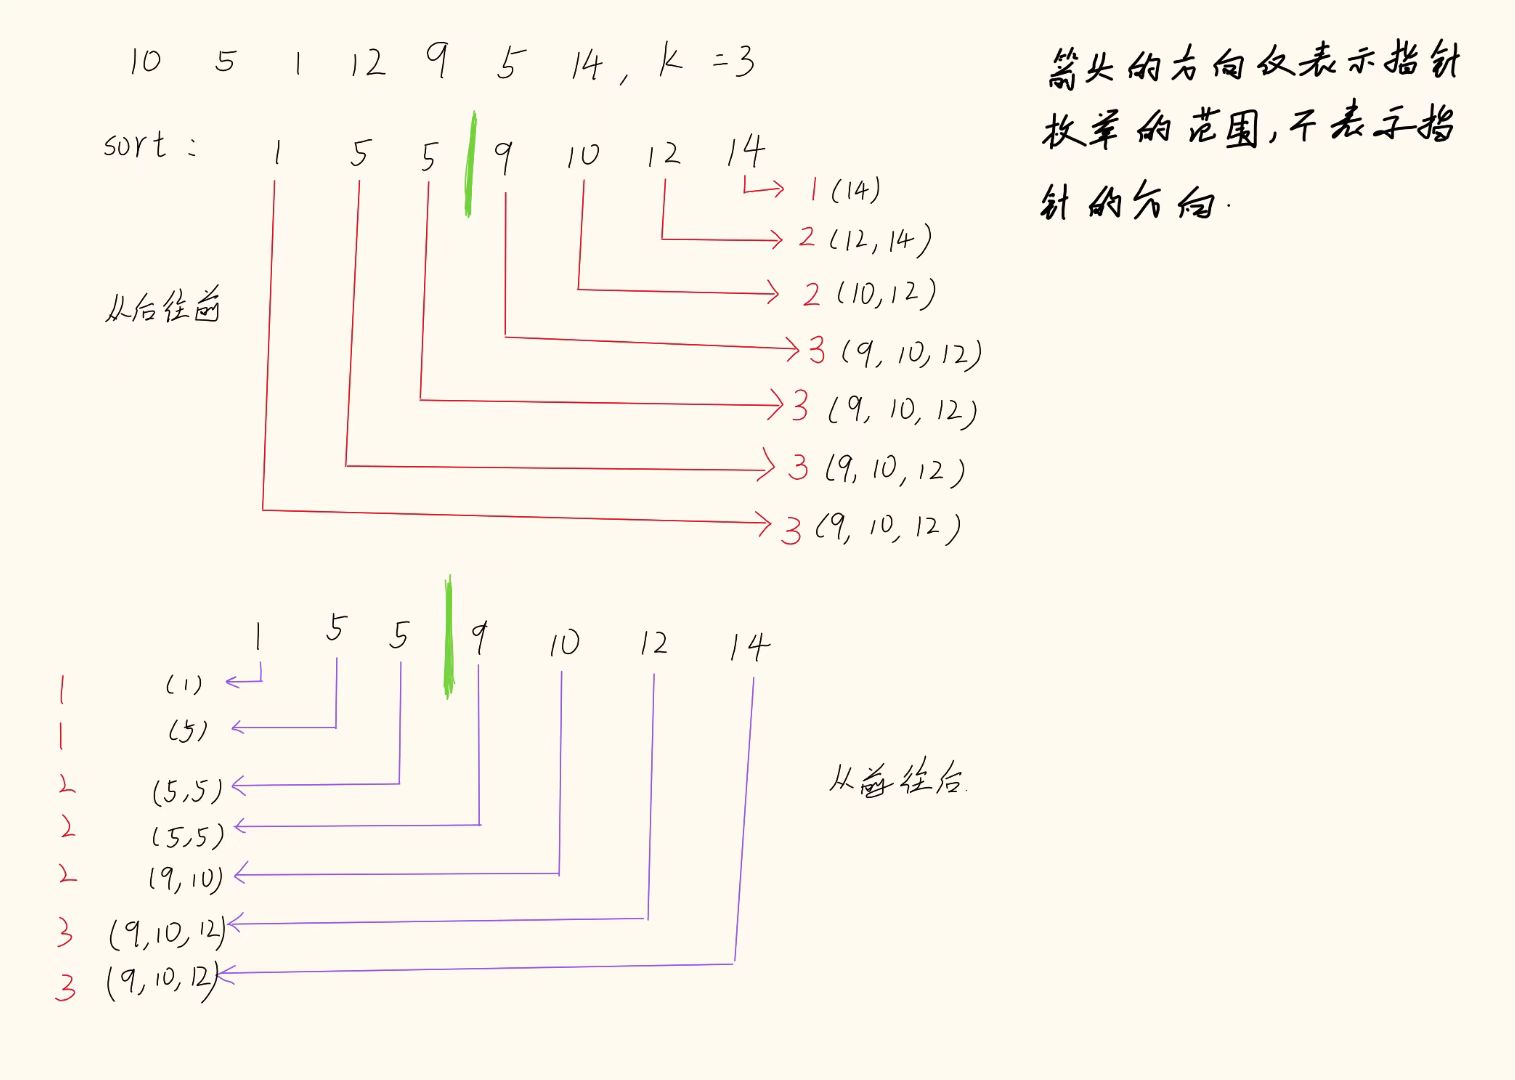 10 5 1 12 9 5 14, k = 3
sort: 1 5 5 9 10 12 14
1 (14)
2 (12, 14)
2 (10, 12)
3 (9, 10, 12)
3 (9, 10, 12)
3 (9, 10, 12)
3 (9, 10, 12)
从后往前
箭头的方向仅表示指针
枚举的范围,不表示指
针的方向.
1 5 5 9 10 12 14
1 (1)
1 (5)
2 (5,5)
2 (5,5)
2 (9,10)
3 (9,10,12)
3 (9,10,12)
从前往后.